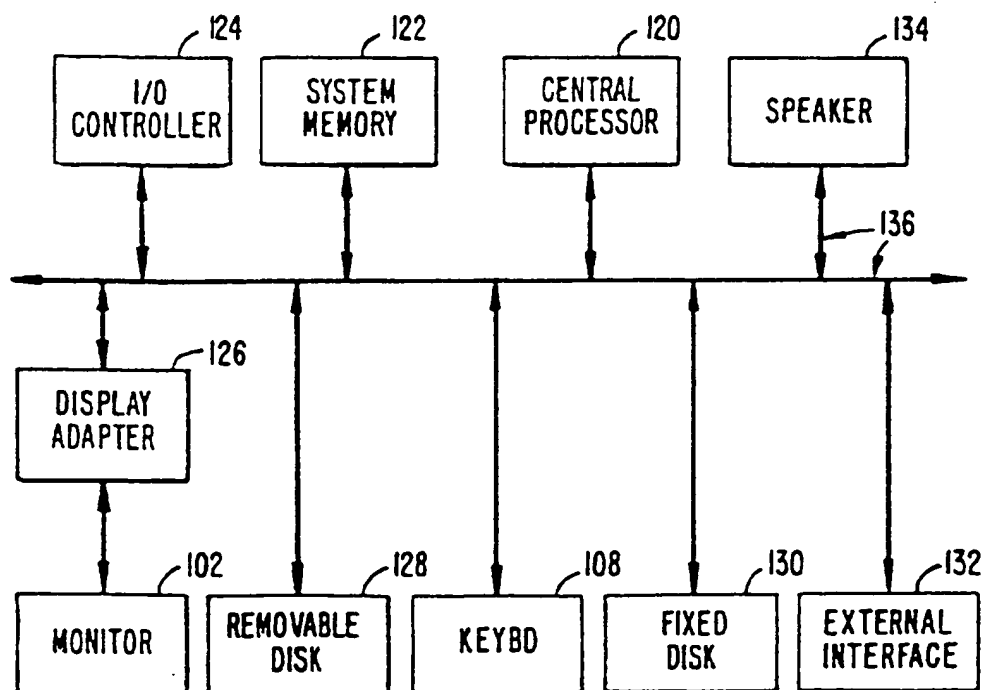 124
I/O
CONTROLLER
122
SYSTEM
MEMORY
120
CENTRAL
PROCESSOR
134
SPEAKER
136
126
DISPLAY
ADAPTER
102
MONITOR
128
REMOVABLE
DISK
108
KEYBD
130
FIXED
DISK
132
EXTERNAL
INTERFACE